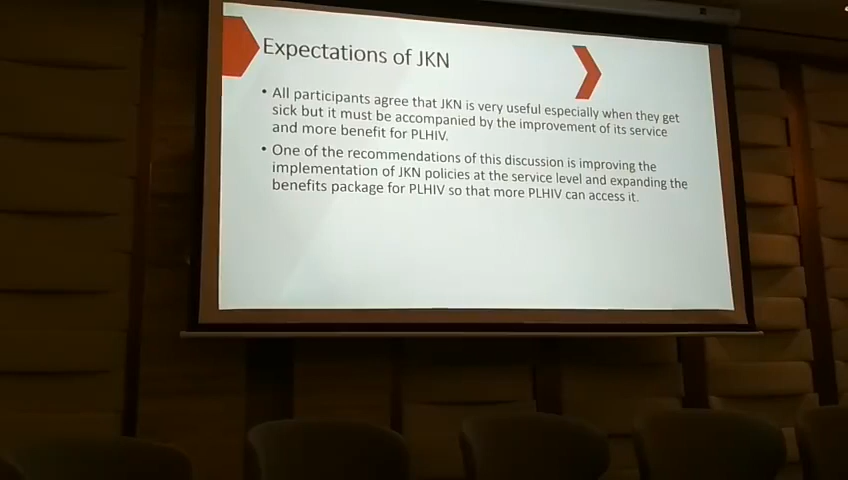 Expectations of JKN
• All participants agree that JKN is very useful especially when they get
sick but it must be accompanied by the improvement of its service
and more benefit for PLHIV.
• One of the recommendations of this discussion is improving the
implementation of JKN policies at the service level and expanding the
benefits package for PLHIV so that more PLHIV can access it.